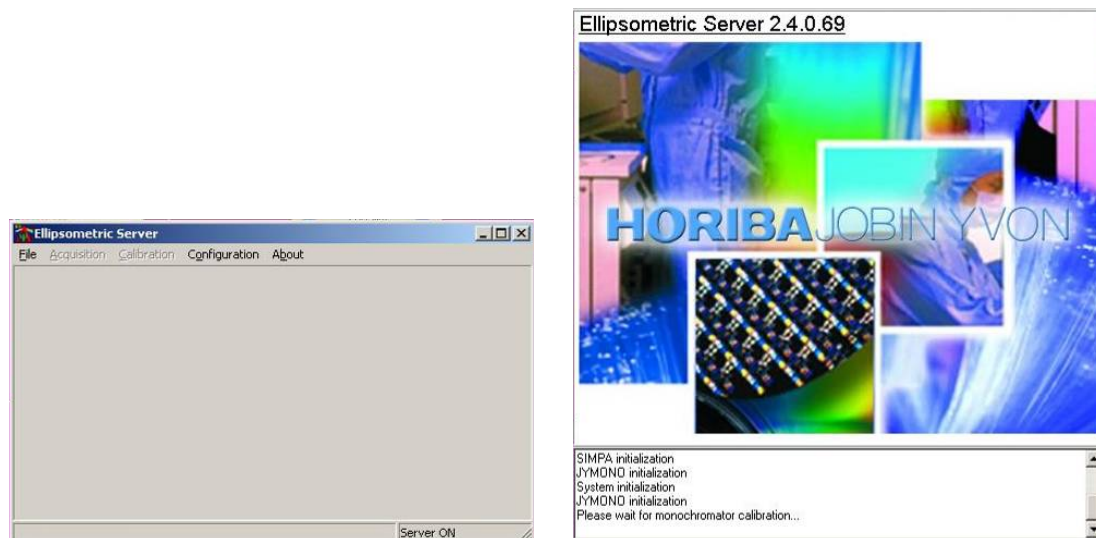 Ellipsometric Server
File Acquisition Calibration Configuration About
Server ON
Ellipsometric Server 2.4.0.69
HORIBA JOBIN YVON
SIMPA initialization
JYMONO initialization
System initialization
JYMONO initialization
Please wait for monochromator calibration...